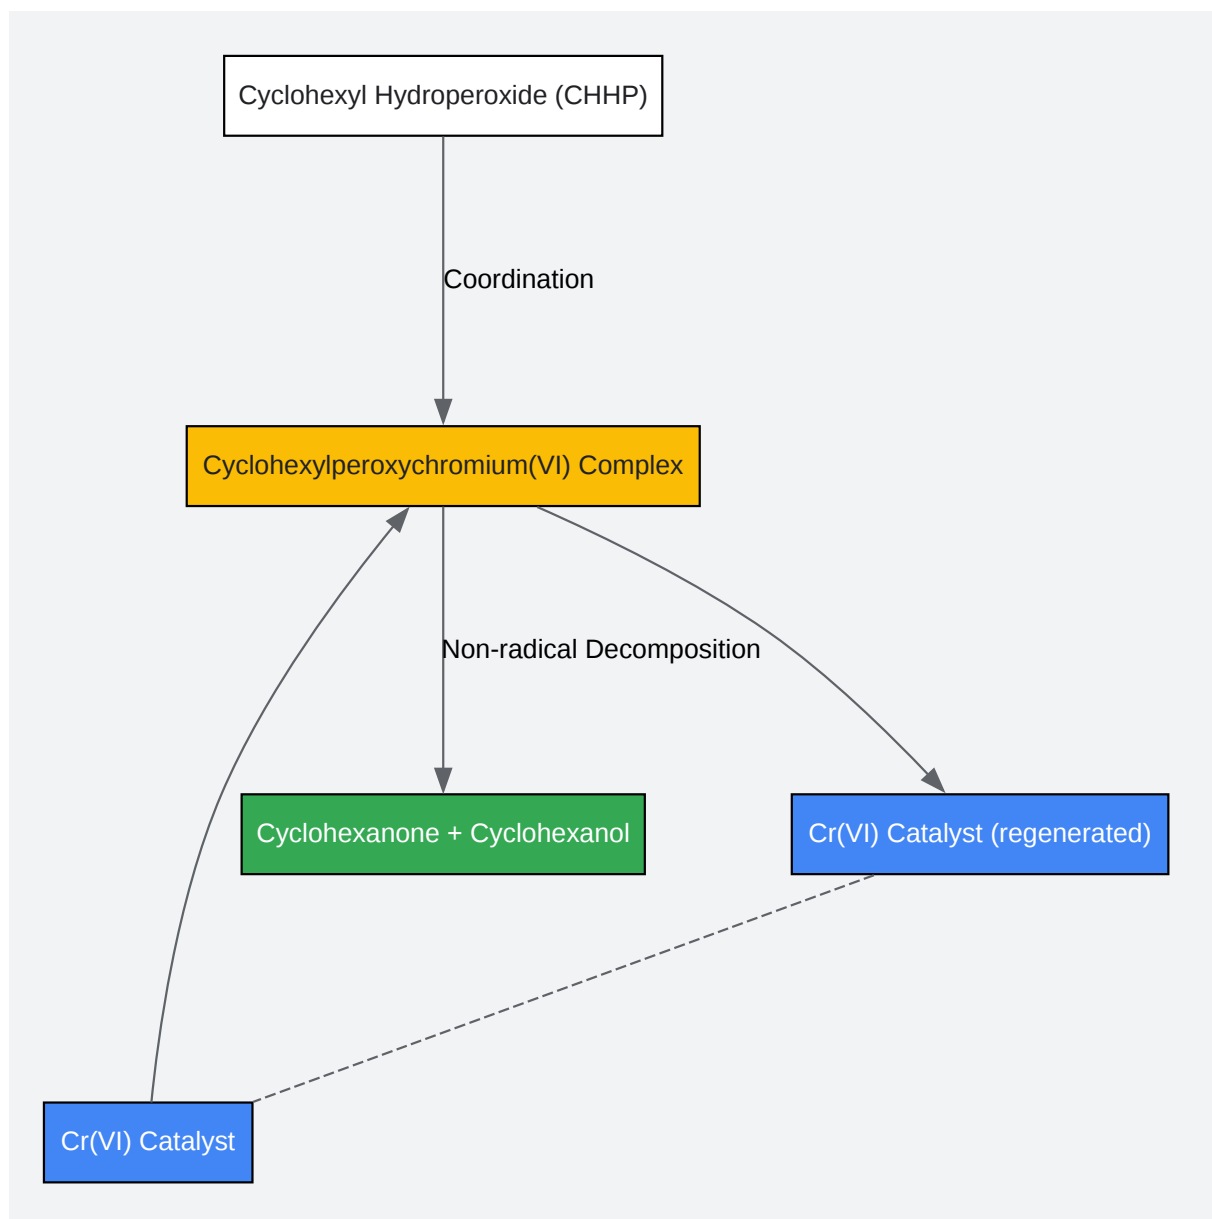 Cyclohexyl Hydroperoxide (CHHP)
Coordination
Cyclohexylperoxychromium(VI) Complex
Non-radical Decomposition
Cyclohexanone + Cyclohexanol
Cr(VI) Catalyst (regenerated)
Cr(VI) Catalyst